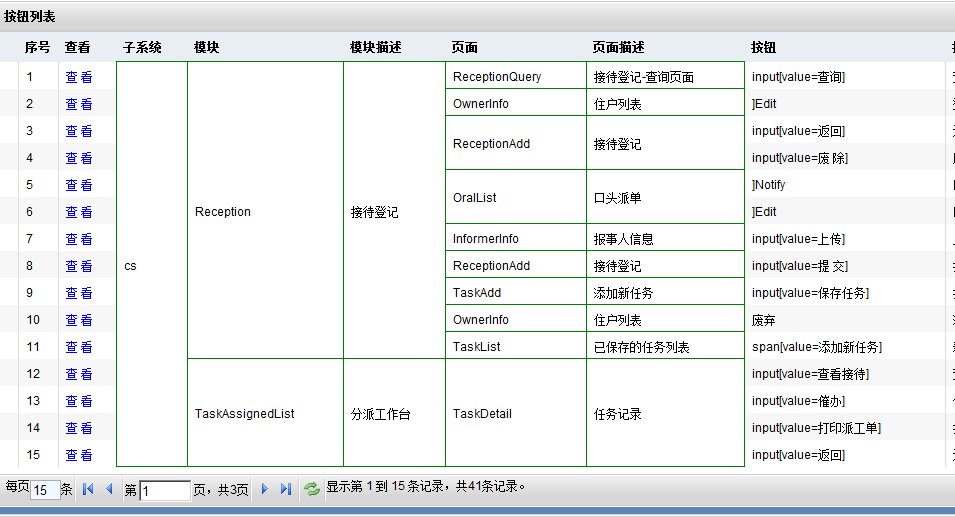 按钮列表
序号 查看 子系统 模块 模块描述 页面 页面描述 按钮
1 查 看 ReceptionQuery 接待登记-查询页面 input[value=查询]
2 查 看 OwnerInfo 住户列表 ]Edit
3 查 看 input[value=返回]
ReceptionAdd 接待登记
4 查 看 input[value=废 除]
5 查 看 ]Notify
OralList 口头派单
6 查 看 Reception 接待登记 ]Edit
7 查 看 InformerInfo 报事人信息 input[value=上传]
8 查 看 cs ReceptionAdd 接待登记 input[value=提 交]
9 查 看 TaskAdd 添加新任务 input[value=保存任务]
10 查 看 OwnerInfo 住户列表 废弃
11 查 看 TaskList 已保存的任务列表 span[value=添加新任务]
12 查 看 input[value=查看接待]
13 查 看 input[value=催办]
TaskAssignedList 分派工作台 TaskDetail 任务记录
14 查 看 input[value=打印派工单]
15 查 看 input[value=返回]
每页 15 条 第 1 页，共3页 显示第 1 到 15 条记录，共41条记录。